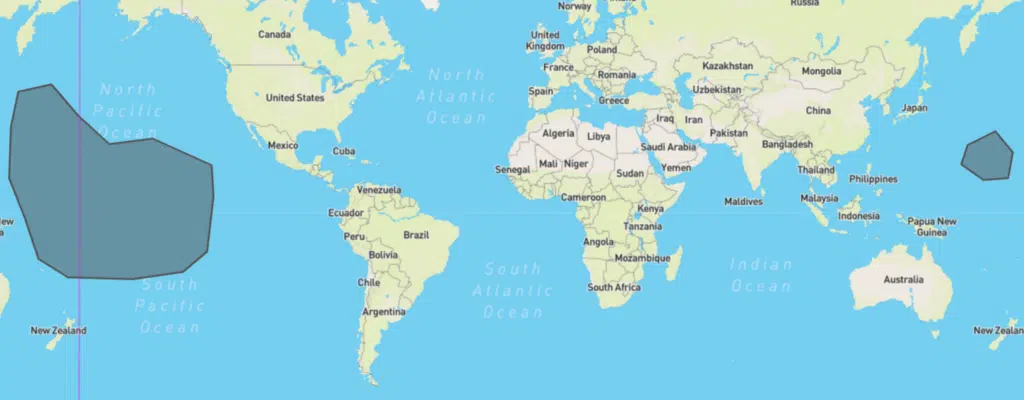 Norway
Russia
Canada
United
Kingdom
Poland
France
Romania
Kazakhstan
Mongolia
Uzbekistan
Spain
Greece
North
Pacific
Ocean
United States
North
Atlantic
Ocean
Iraq
Iran
China
Japan
Mexico
Cuba
Algeria
Libya
Pakistan
Saudi Arabia
Bangladesh
Senegal
Mali
Niger
Sudan
Yemen
Thailand
Philippines
Venezuela
Cameroon
Maldives
Malaysia
Ecuador
Kenya
Indonesia
Papua New
Guinea
Peru
Brazil
Tanzania
Angola
Bolivia
Mozambique
Chile
South
Atlantic
Ocean
South Africa
Indian
Ocean
Australia
South
Pacific
Ocean
Argentina
New Zealand
New Zealand